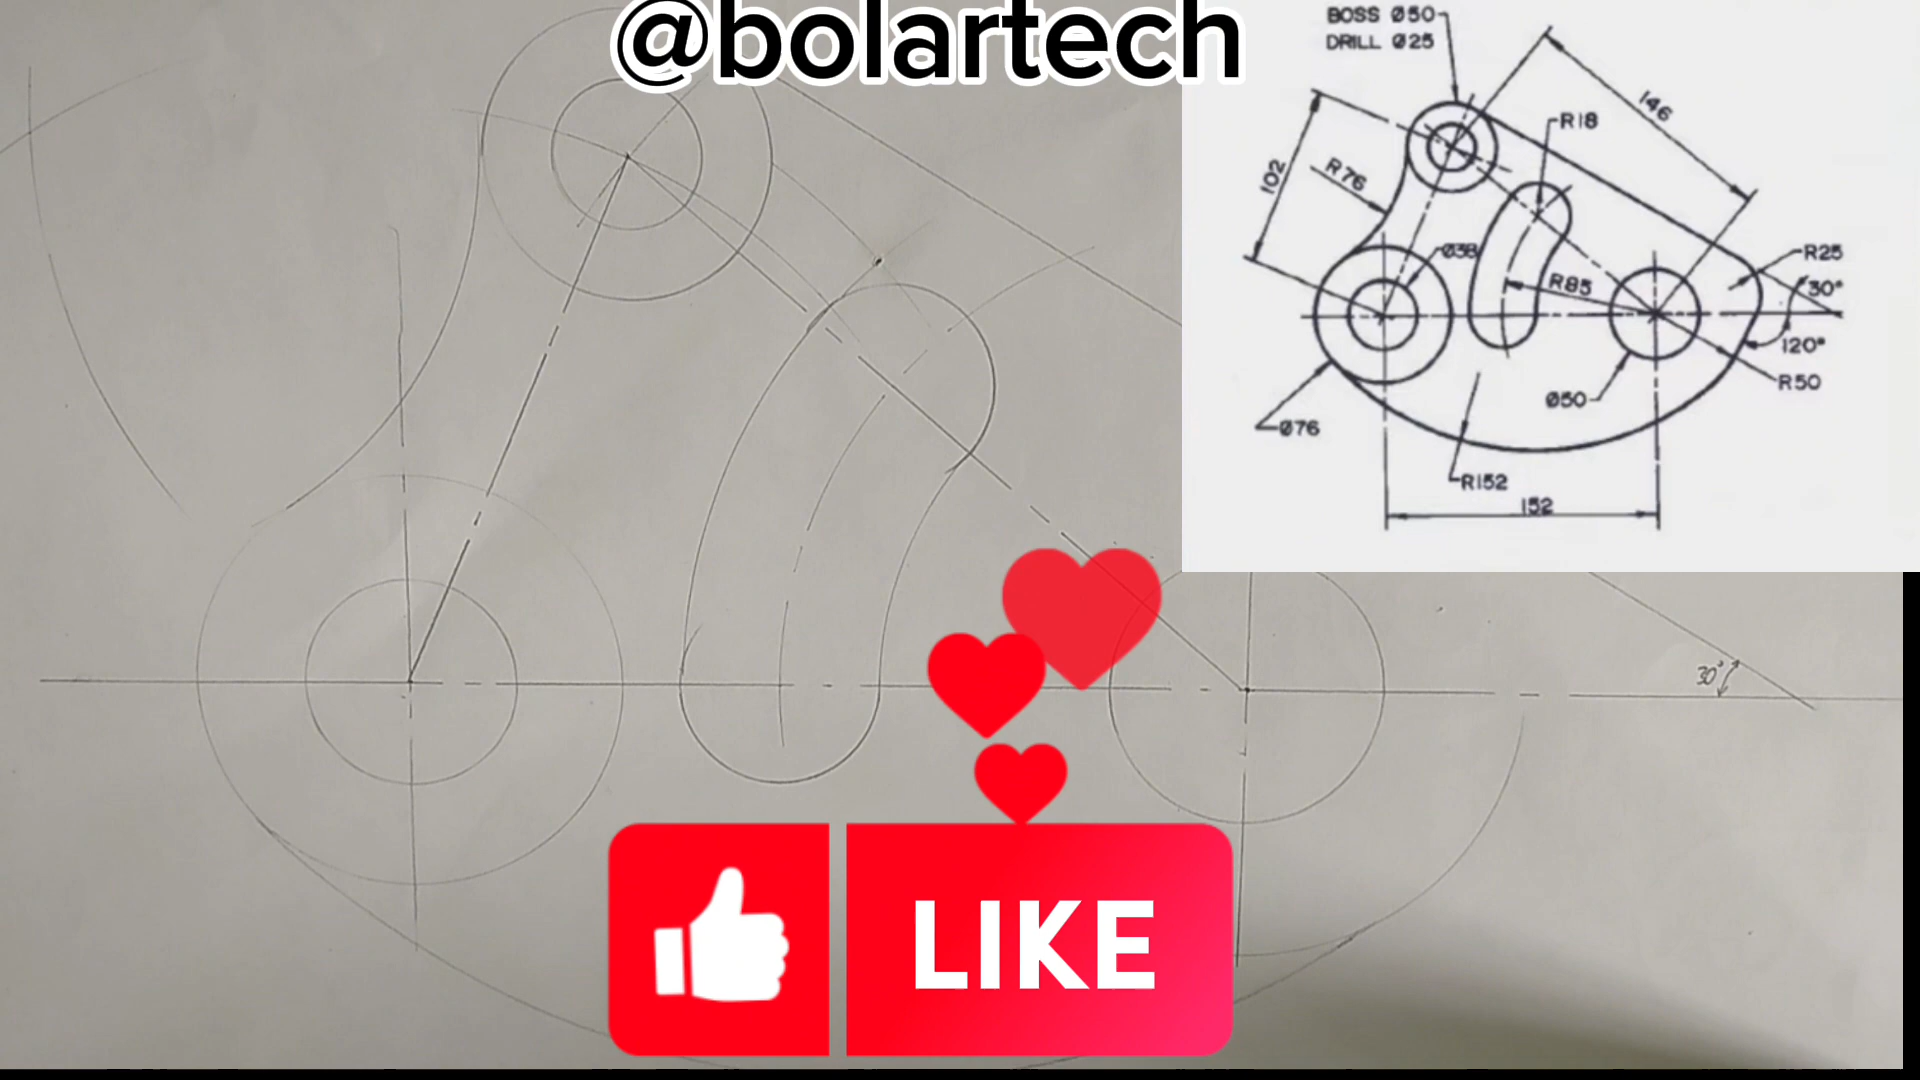 @bolartech
BOSS Ø50
DRILL Ø25
146
R18
102
R76
Ø38
R85
R25
30°
120°
R50
Ø50
Ø76
R152
152
30°
LIKE